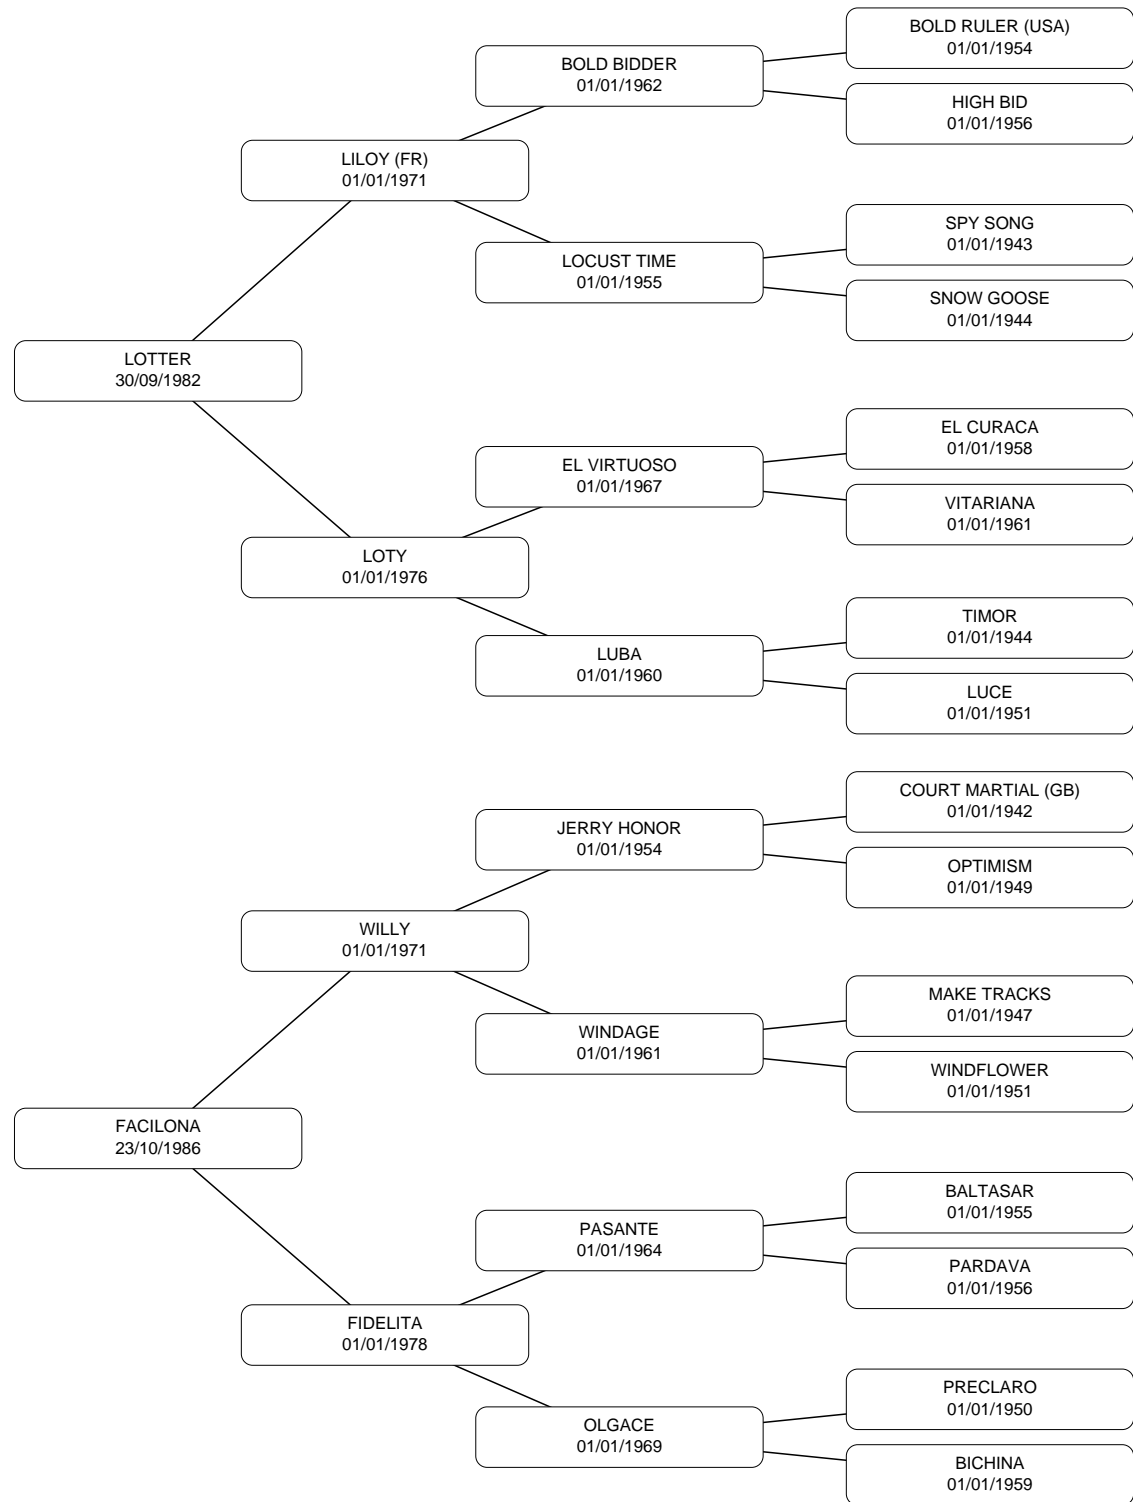 BOLD RULER (USA)
01/01/1954
BOLD BIDDER
01/01/1962
HIGH BID
01/01/1956
LILOY (FR)
01/01/1971
SPY SONG
01/01/1943
LOCUST TIME
01/01/1955
SNOW GOOSE
01/01/1944
LOTTER
30/09/1982
EL CURACA
01/01/1958
EL VIRTUOSO
01/01/1967
VITARIANA
01/01/1961
LOTY
01/01/1976
TIMOR
01/01/1944
LUBA
01/01/1960
LUCE
01/01/1951
COURT MARTIAL (GB)
01/01/1942
JERRY HONOR
01/01/1954
OPTIMISM
01/01/1949
WILLY
01/01/1971
MAKE TRACKS
01/01/1947
WINDAGE
01/01/1961
WINDFLOWER
01/01/1951
FACILONA
23/10/1986
BALTASAR
01/01/1955
PASANTE
01/01/1964
PARDAVA
01/01/1956
FIDELITA
01/01/1978
PRECLARO
01/01/1950
OLGACE
01/01/1969
BICHINA
01/01/1959